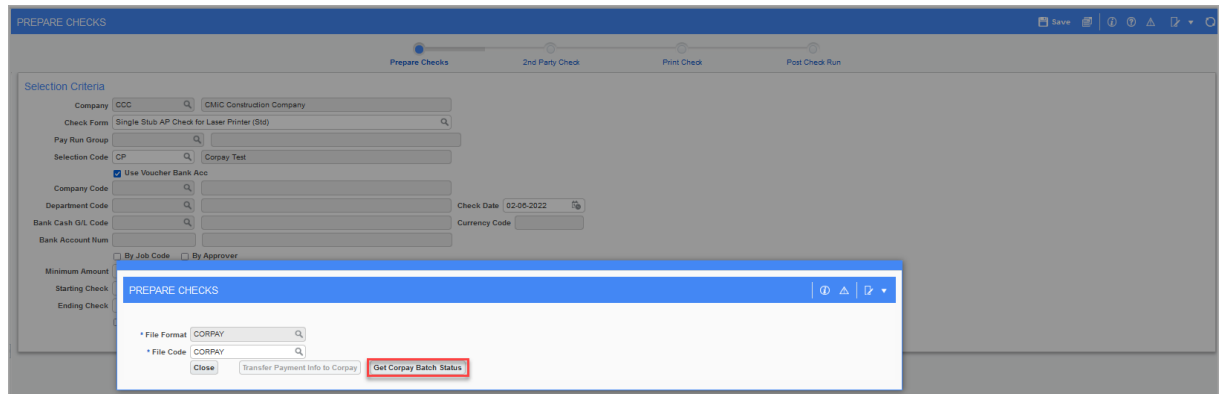 PREPARE CHECKS Save
Prepare Checks 2nd Party Check Print Check Post Check Run
Selection Criteria
Company CCC CMiC Construction Company
Check Form Single Stub AP Check for Laser Printer (Std)
Pay Run Group
Selection Code CP Corpay Test
Use Voucher Bank Acc
Company Code
Department Code Check Date 02-06-2022
Bank Cash G/L Code Currency Code
Bank Account Num
By Job Code By Approver
Minimum Amount
Starting Check
Ending Check
PREPARE CHECKS
* File Format CORPAY
* File Code CORPAY
Close Transfer Payment Info to Corpay Get Corpay Batch Status